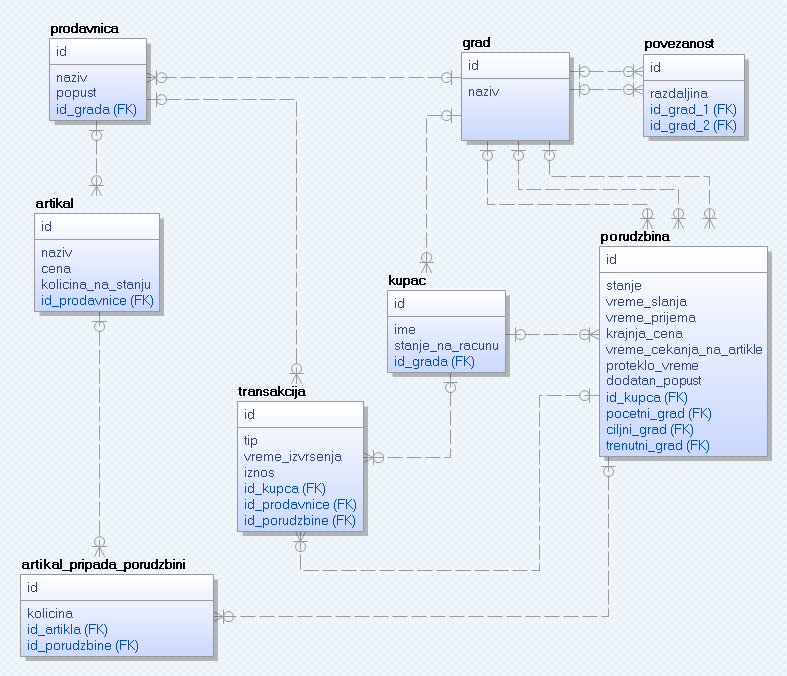 prodavnica
id
naziv
popust
id_grada (FK)
grad
id
naziv
povezanost
id
razdaljina
id_grad_1 (FK)
id_grad_2 (FK)
artikal
id
naziv
cena
kolicina_na_stanju
id_prodavnice (FK)
porudzbina
id
stanje
vreme_slanja
vreme_prijema
krajnja_cena
vreme_cekanja_na_artikle
proteklo_vreme
dodatan_popust
id_kupca (FK)
pocetni_grad (FK)
ciljni_grad (FK)
trenutni_grad (FK)
kupac
id
ime
stanje_na_racunu
id_grada (FK)
transakcija
id
tip
vreme_izvrsenja
iznos
id_kupca (FK)
id_prodavnice (FK)
id_porudzbine (FK)
artikal_pripada_porudzbini
id
kolicina
id_artikla (FK)
id_porudzbine (FK)